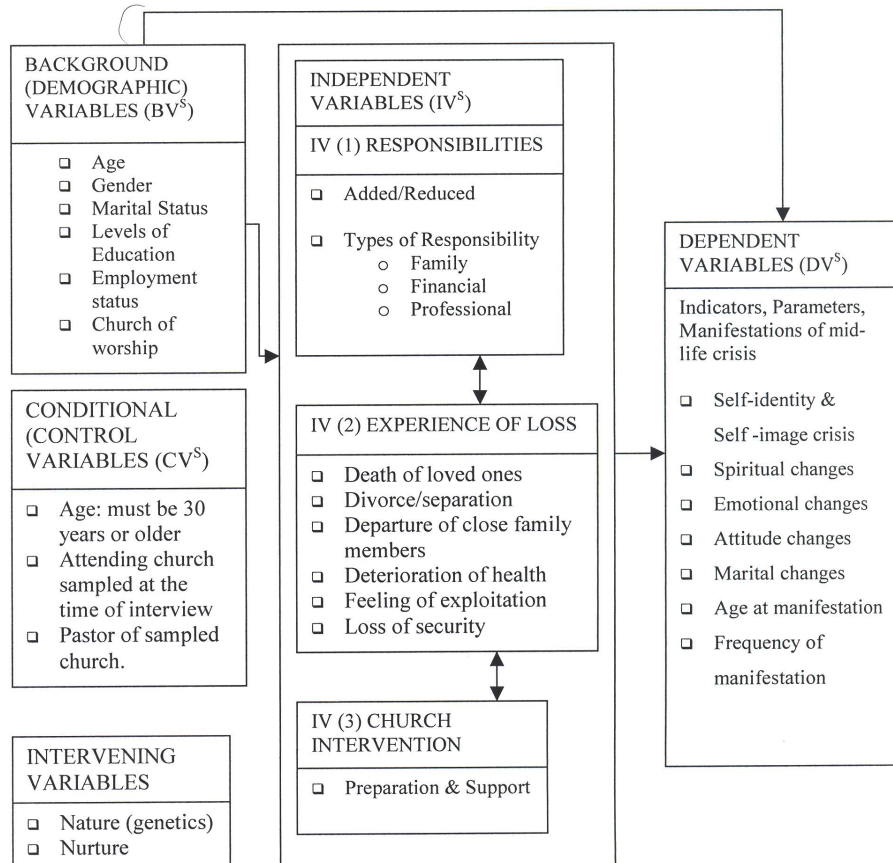 BACKGROUND
(DEMOGRAPHIC)
VARIABLES (BVS)
❑ Age
❑ Gender
❑ Marital Status
❑ Levels of
Education
❑ Employment
status
❑ Church of
worship
CONDITIONAL
(CONTROL
VARIABLES (CVS)
❑ Age: must be 30
years or older
❑ Attending church
sampled at the
time of interview
❑ Pastor of sampled
church.
INTERVENING
VARIABLES
❑ Nature (genetics)
❑ Nurture
INDEPENDENT
VARIABLES (IVS)
IV (1) RESPONSIBILITIES
❑ Added/Reduced
❑ Types of Responsibility
o Family
o Financial
o Professional
IV (2) EXPERIENCE OF LOSS
❑ Death of loved ones
❑ Divorce/separation
❑ Departure of close family
members
❑ Deterioration of health
❑ Feeling of exploitation
❑ Loss of security
IV (3) CHURCH
INTERVENTION
❑ Preparation & Support
DEPENDENT
VARIABLES (DVS)
Indicators, Parameters,
Manifestations of mid-
life crisis
❑ Self-identity &
Self -image crisis
❑ Spiritual changes
❑ Emotional changes
❑ Attitude changes
❑ Marital changes
❑ Age at manifestation
❑ Frequency of
manifestation